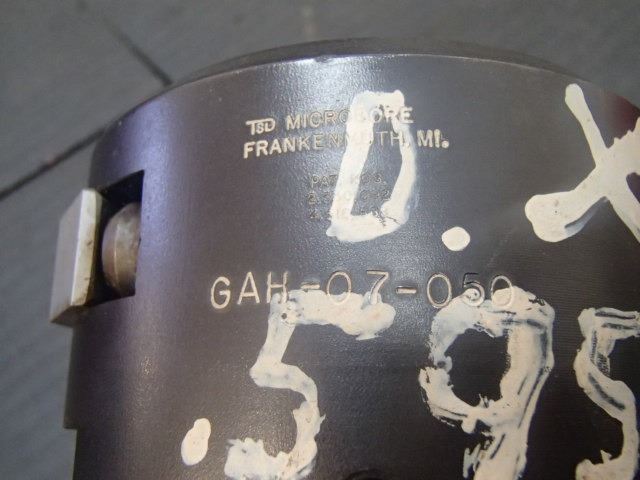 TSD MICROBORE
FRANKENMUTH, MI.
D. X
GAH-07-050
.595